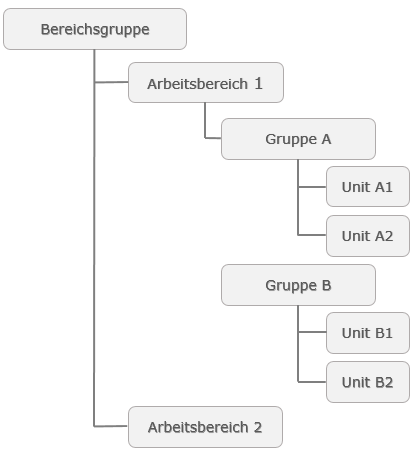 Bereichsgruppe
Arbeitsbereich 1
Gruppe A
Unit A1
Unit A2
Gruppe B
Unit B1
Unit B2
Arbeitsbereich 2